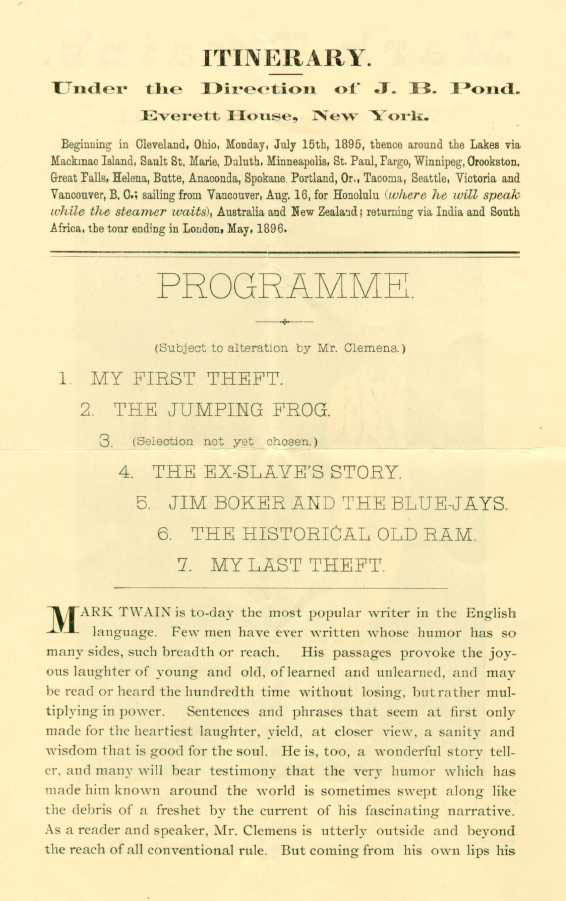 ITINERARY.
Under the Direction of J. B. Pond.
Everett House, New York.
Beginning in Cleveland, Ohio, Monday, July 15th, 1895, thence around the Lakes via
Mackinac Island, Sault St. Marie, Duluth, Minneapolis, St. Paul, Fargo, Winnipeg, Crookston,
Great Falls, Helena, Butte, Anaconda, Spokane, Portland, Or., Tacoma, Seattle, Victoria and
Vancouver, B. C.; sailing from Vancouver, Aug. 16, for Honolulu (where he will speak
while the steamer waits), Australia and New Zealand; returning via India and South
Africa, the tour ending in London, May, 1896.
PROGRAMME.
(Subject to alteration by Mr. Clemens.)
1. MY FIRST THEFT.
2. THE JUMPING FROG.
3. (Selection not yet chosen.)
4. THE EX-SLAVE'S STORY.
5. JIM BOKER AND THE BLUE-JAYS.
6. THE HISTORICAL OLD RAM.
7. MY LAST THEFT.
MARK TWAIN is to-day the most popular writer in the English
language. Few men have ever written whose humor has so
many sides, such breadth or reach. His passages provoke the joy-
ous laughter of young and old, of learned and unlearned, and may
be read or heard the hundredth time without losing, but rather mul-
tiplying in power. Sentences and phrases that seem at first only
made for the heartiest laughter, yield, at closer view, a sanity and
wisdom that is good for the soul. He is, too, a wonderful story tell-
er, and many will bear testimony that the very humor which has
made him known around the world is sometimes swept along like
the debris of a freshet by the current of his fascinating narrative.
As a reader and speaker, Mr. Clemens is utterly outside and beyond
the reach of all conventional rule. But coming from his own lips his